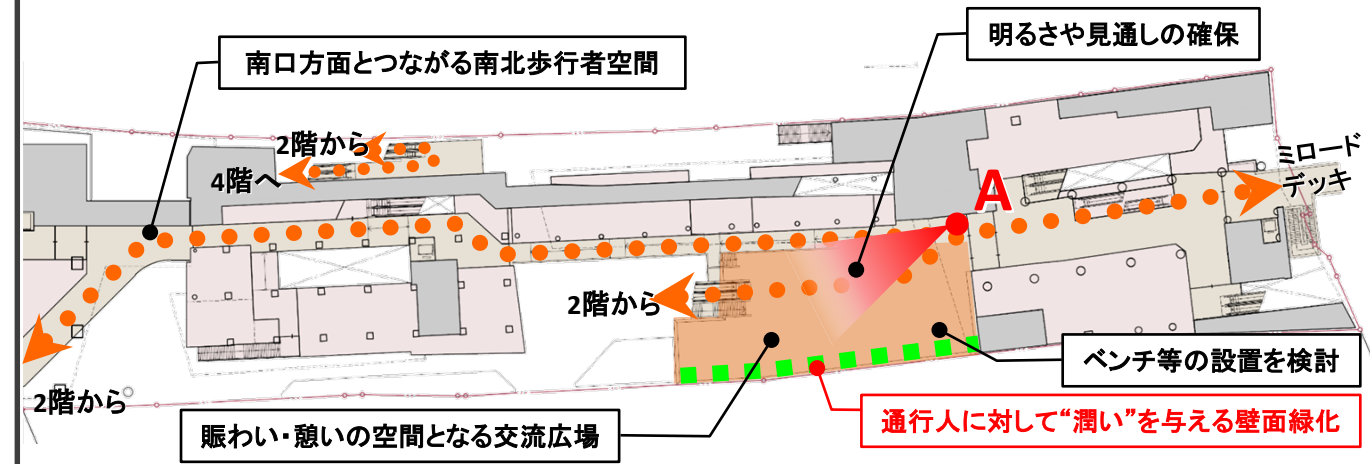 明るさや見通しの確保
南口方面とつながる南北歩行者空間
2階から
4階へ
ミロード
デッキ
A
2階から
2階から
ベンチ等の設置を検討
通行人に対して“潤い”を与える壁面緑化
賑わい・憩いの空間となる交流広場